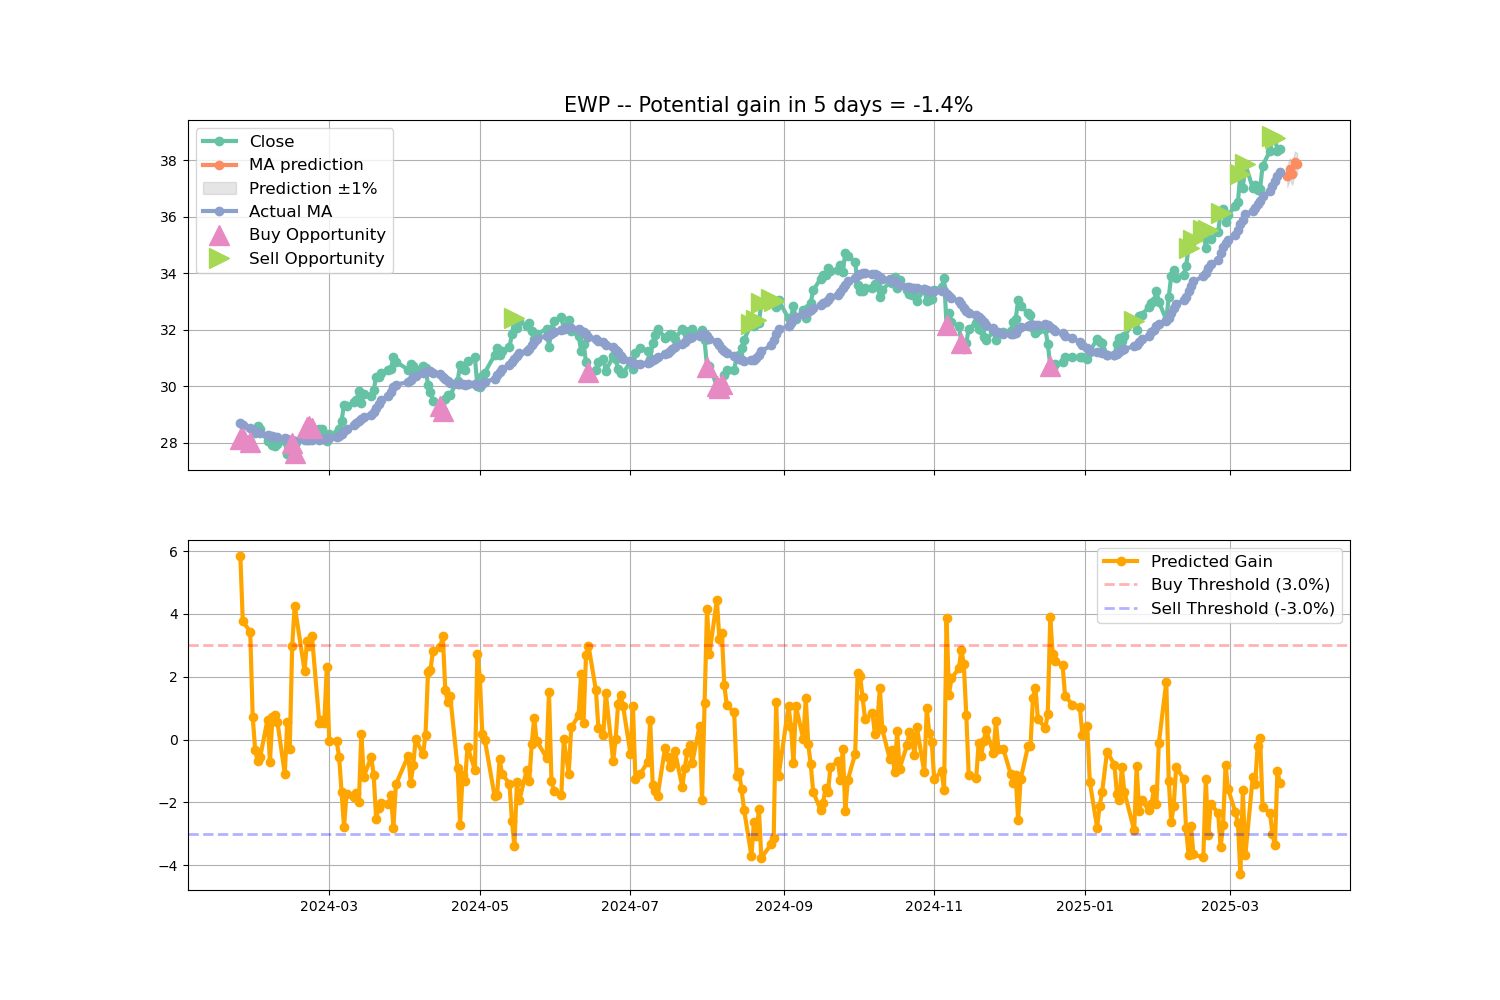 EWP -- Potential gain in 5 days = -1.4%
Close
MA prediction
Prediction ±1%
Actual MA
Buy Opportunity
Sell Opportunity
38
36
34
32
30
28
Predicted Gain
Buy Threshold (3.0%)
Sell Threshold (-3.0%)
6
4
2
0
−2
−4
2024-03 2024-05 2024-07 2024-09 2024-11 2025-01 2025-03